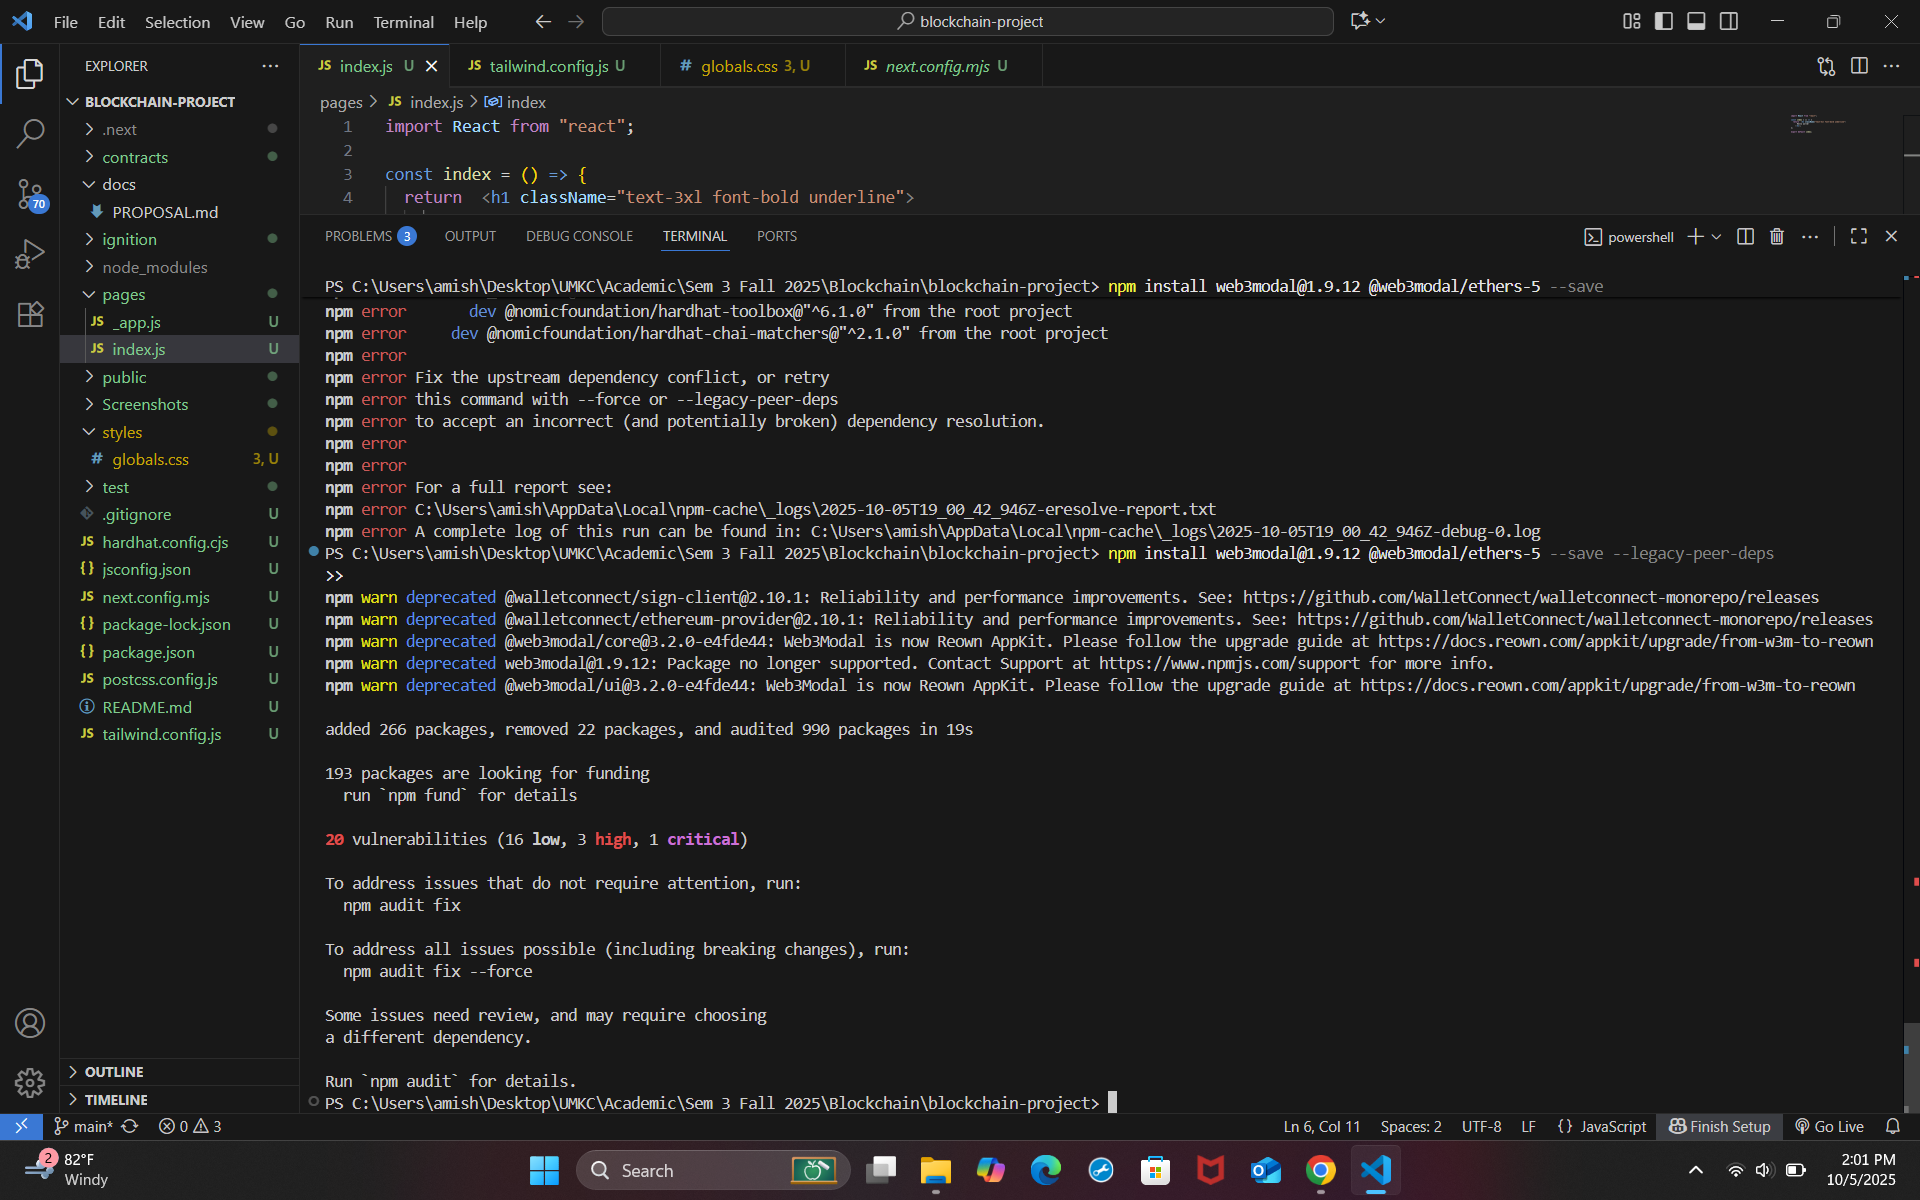 File Edit Selection View Go Run Terminal Help
blockchain-project
EXPLORER
BLOCKCHAIN-PROJECT
.next
contracts
docs
PROPOSAL.md
ignition
node_modules
pages
JS _app.js U
JS index.js U
public
Screenshots
styles
# globals.css 3, U
test
.gitignore U
JS hardhat.config.cjs U
{} jsconfig.json U
JS next.config.mjs U
{} package-lock.json U
{} package.json U
JS postcss.config.js U
README.md U
JS tailwind.config.js U
OUTLINE
TIMELINE
70
JS index.js U
JS tailwind.config.js U
# globals.css 3, U
JS next.config.mjs U
pages > JS index.js > index
1 import React from "react";
2
3 const index = () => {
4 return <h1 className="text-3xl font-bold underline">
PROBLEMS 3 OUTPUT DEBUG CONSOLE TERMINAL PORTS
powershell
PS C:\Users\amish\Desktop\UMKC\Academic\Sem 3 Fall 2025\Blockchain\blockchain-project> npm install web3modal@1.9.12 @web3modal/ethers-5 --save
npm error dev @nomicfoundation/hardhat-toolbox@"^6.1.0" from the root project
npm error dev @nomicfoundation/hardhat-chai-matchers@"^2.1.0" from the root project
npm error
npm error Fix the upstream dependency conflict, or retry
npm error this command with --force or --legacy-peer-deps
npm error to accept an incorrect (and potentially broken) dependency resolution.
npm error
npm error
npm error For a full report see:
npm error C:\Users\amish\AppData\Local\npm-cache\_logs\2025-10-05T19_00_42_946Z-eresolve-report.txt
npm error A complete log of this run can be found in: C:\Users\amish\AppData\Local\npm-cache\_logs\2025-10-05T19_00_42_946Z-debug-0.log
PS C:\Users\amish\Desktop\UMKC\Academic\Sem 3 Fall 2025\Blockchain\blockchain-project> npm install web3modal@1.9.12 @web3modal/ethers-5 --save --legacy-peer-deps
>>
npm warn deprecated @walletconnect/sign-client@2.10.1: Reliability and performance improvements. See: https://github.com/WalletConnect/walletconnect-monorepo/releases
npm warn deprecated @walletconnect/ethereum-provider@2.10.1: Reliability and performance improvements. See: https://github.com/WalletConnect/walletconnect-monorepo/releases
npm warn deprecated @web3modal/core@3.2.0-e4fde44: Web3Modal is now Reown AppKit. Please follow the upgrade guide at https://docs.reown.com/appkit/upgrade/from-w3m-to-reown
npm warn deprecated web3modal@1.9.12: Package no longer supported. Contact Support at https://www.npmjs.com/support for more info.
npm warn deprecated @web3modal/ui@3.2.0-e4fde44: Web3Modal is now Reown AppKit. Please follow the upgrade guide at https://docs.reown.com/appkit/upgrade/from-w3m-to-reown
added 266 packages, removed 22 packages, and audited 990 packages in 19s
193 packages are looking for funding
run `npm fund` for details
20 vulnerabilities (16 low, 3 high, 1 critical)
To address issues that do not require attention, run:
npm audit fix
To address all issues possible (including breaking changes), run:
npm audit fix --force
Some issues need review, and may require choosing
a different dependency.
Run `npm audit` for details.
PS C:\Users\amish\Desktop\UMKC\Academic\Sem 3 Fall 2025\Blockchain\blockchain-project>
main* 0 3
Ln 6, Col 11 Spaces: 2 UTF-8 LF {} JavaScript Finish Setup Go Live
2
82°F
Windy
Search
2:01 PM
10/5/2025